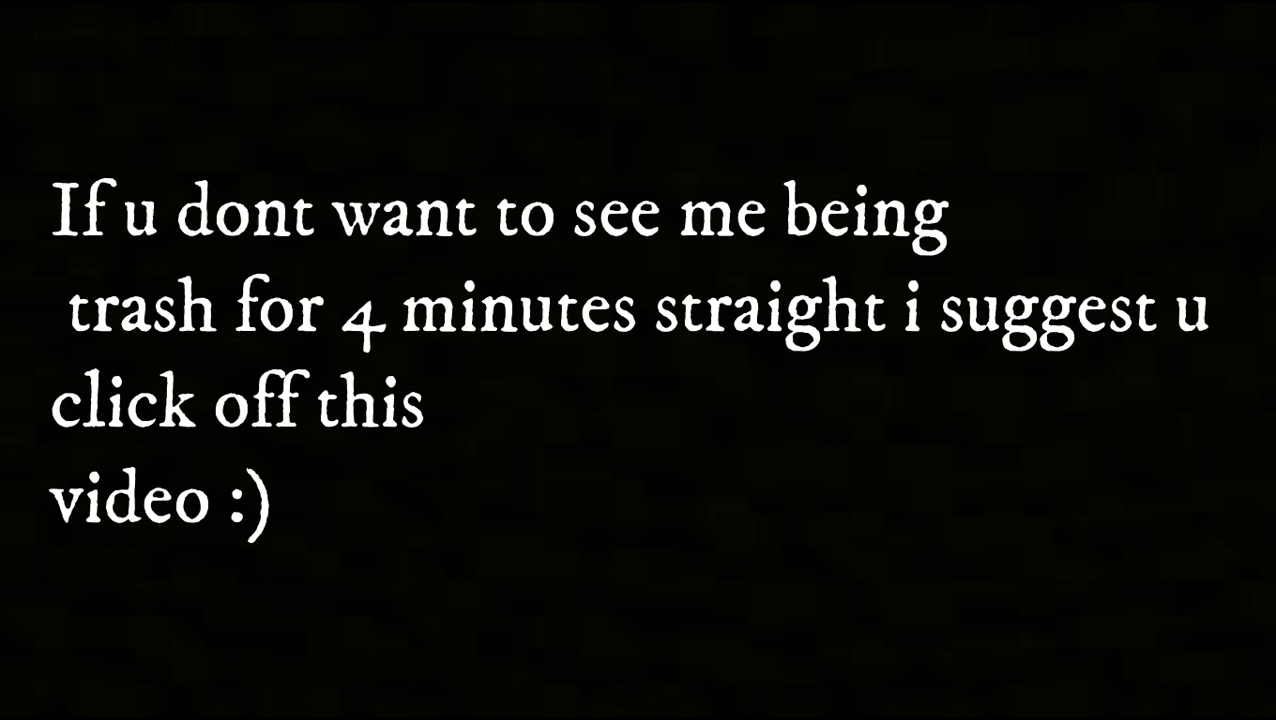 If u dont want to see me being
trash for 4 minutes straight i suggest u
click off this
video :)